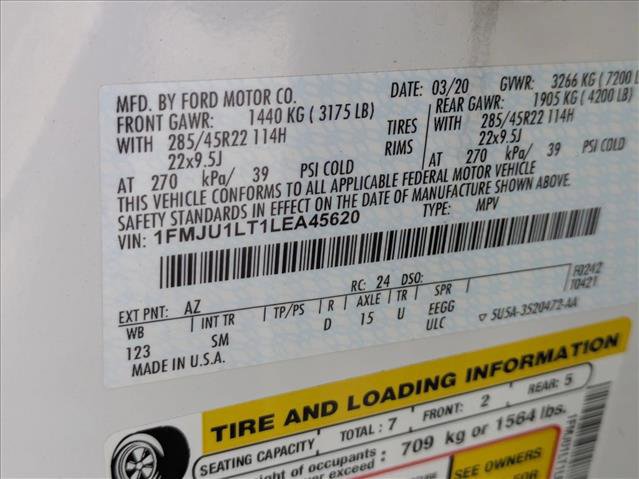 MFD. BY FORD MOTOR CO.
DATE: 03/20 GVWR: 3266 KG (7200 L
FRONT GAWR: 1440 KG (3175 LB) REAR GAWR: 1905 KG (4200 LB)
WITH 285/45R22 114H TIRES WITH 285/45R22 114H
22x9.5J RIMS 22x9.5J
AT 270 kPa/ 39 PSI COLD AT 270 kPa/ 39 PSI COLD
THIS VEHICLE CONFORMS TO ALL APPLICABLE FEDERAL MOTOR VEHICLE
SAFETY STANDARDS IN EFFECT ON THE DATE OF MANUFACTURE SHOWN ABOVE.
VIN: 1FMJU1LT1LEA45620 TYPE: MPV
F0242
T0421
EXT PNT: AZ RC: 24 DSO:
WB INT TR TP/PS R AXLE TR SPR
123 SM D 15 U EEGG
ULC
▽ 5U5A-3520472-AA
MADE IN U.S.A.
TIRE AND LOADING INFORMATION
SEATING CAPACITY TOTAL: 7 FRONT: 2 REAR: 5
ght of occupants
er exceed : 709 kg or 1564 lbs.
SEE OWNERS